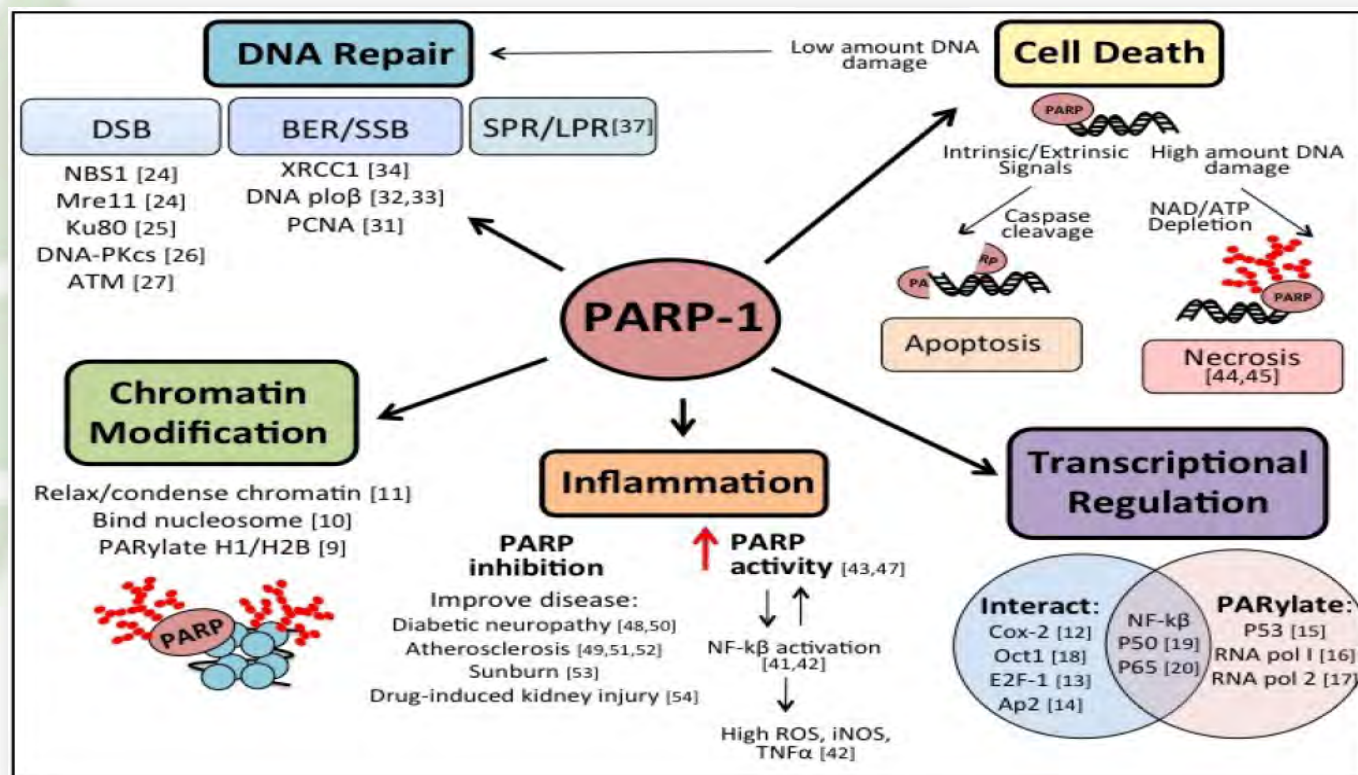 DNA Repair
Low amount DNA
damage
Cell Death
DSB
BER/SSB
SPR/LPR[37]
NBS1 [24]
Mre11 [24]
Ku80 [25]
DNA-PKcs [26]
ATM [27]
XRCC1 [34]
DNA ploβ [32,33]
PCNA [31]
PARP
Intrinsic/Extrinsic
Signals
High amount DNA
damage
Caspase
cleavage
NAD/ATP
Depletion
PA
RP
PARP
Apoptosis
Necrosis
[44,45]
PARP-1
Chromatin
Modification
Relax/condense chromatin [11]
Bind nucleosome [10]
PARylate H1/H2B [9]
PARP
Inflammation
PARP
inhibition
Improve disease:
Diabetic neuropathy [48,50]
Atherosclerosis [49,51,52]
Sunburn [53]
Drug-induced kidney injury [54]
PARP
activity [43,47]
NF-kβ activation
[41,42]
High ROS, iNOS,
TNFα [42]
Transcriptional
Regulation
Interact:
Cox-2 [12]
Oct1 [18]
E2F-1 [13]
Ap2 [14]
NF-kβ
P50 [19]
P65 [20]
PARylate:
P53 [15]
RNA pol I [16]
RNA pol 2 [17]